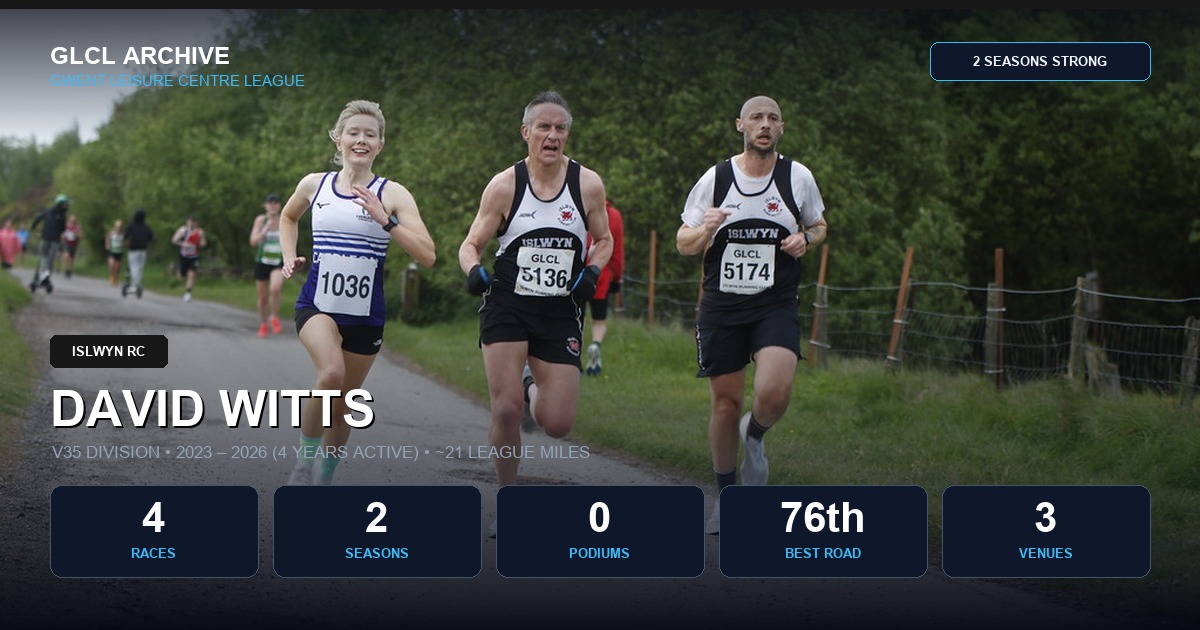 GLCL ARCHIVE
GWENT LEISURE CENTRE LEAGUE
2 SEASONS STRONG
1036
ISLWYN
GLCL
5136
ISLWYN
GLCL
5174
ISLWYN RC
DAVID WITTS
V35 DIVISION • 2023 – 2026 (4 YEARS ACTIVE) • ~21 LEAGUE MILES
4
RACES
2
SEASONS
0
PODIUMS
76th
BEST ROAD
3
VENUES